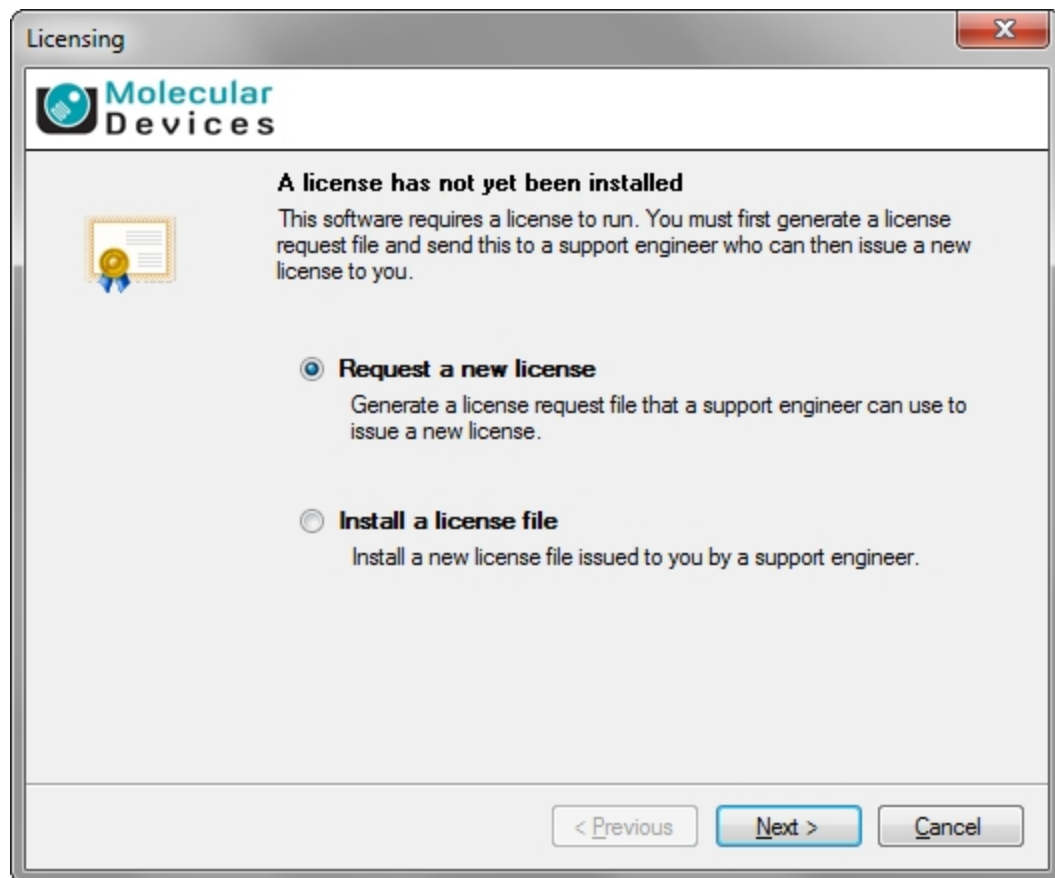 Licensing
Molecular
Devices
A license has not yet been installed
This software requires a license to run. You must first generate a license
request file and send this to a support engineer who can then issue a new
license to you.
Request a new license
Generate a license request file that a support engineer can use to
issue a new license.
Install a license file
Install a new license file issued to you by a support engineer.
< Previous
Next >
Cancel